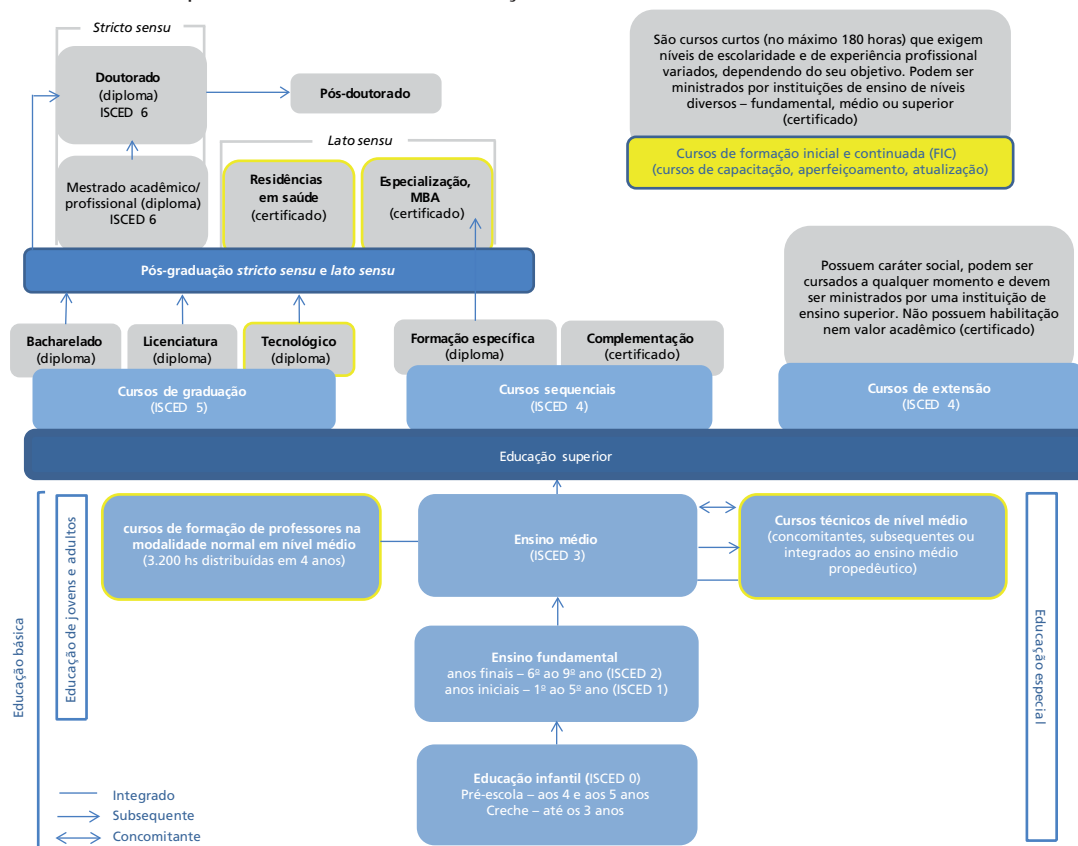 Stricto sensu
Doutorado
(diploma)
ISCED 6
Pós-doutorado
Lato sensu
Mestrado acadêmico/
profissional (diploma)
ISCED 6
Residências
em saúde
(certificado)
Especialização,
MBA
(certificado)
São cursos curtos (no máximo 180 horas) que exigem
níveis de escolaridade e de experiência profissional
variados, dependendo do seu objetivo. Podem ser
ministrados por instituições de ensino de níveis
diversos – fundamental, médio ou superior
(certificado)
Cursos de formação inicial e continuada (FIC)
(cursos de capacitação, aperfeiçoamento, atualização)
Pós-graduação stricto sensu e lato sensu
Possuem caráter social, podem ser
cursados a qualquer momento e devem
ser ministrados por uma instituição de
ensino superior. Não possuem habilitação
nem valor acadêmico (certificado)
Bacharelado
(diploma)
Licenciatura
(diploma)
Tecnológico
(diploma)
Formação específica
(diploma)
Complementação
(certificado)
Cursos de graduação
(ISCED 5)
Cursos sequenciais
(ISCED 4)
Cursos de extensão
(ISCED 4)
Educação superior
Educação básica
Educação de jovens e adultos
cursos de formação de professores na
modalidade normal em nível médio
(3.200 hs distribuídas em 4 anos)
Ensino médio
(ISCED 3)
Cursos técnicos de nível médio
(concomitantes, subsequentes ou
integrados ao ensino médio
propedêutico)
Educação especial
Ensino fundamental
anos finais – 6º ao 9º ano (ISCED 2)
anos iniciais – 1º ao 5º ano (ISCED 1)
Educação infantil (ISCED 0)
Pré-escola – aos 4 e aos 5 anos
Creche – até os 3 anos
Integrado
Subsequente
Concomitante